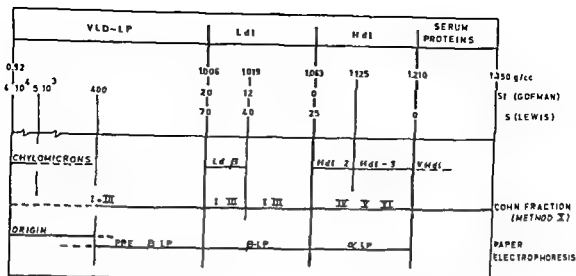 VLD-LP Ldl Hdl SERUM PROTEINS
0.92 1.006 1.019 1.063 1.125 1.210 1.350 g/cc
4 10⁴ 5 10³ 400 20 12 0 Sf (GOFMAN)
70 40 25 0 S (LEWIS)
CHYLOMICRONS Ld β Hdl 2 Hdl-3 VHdl
I-III I III I III IV V VI COHN FRACTION
(METHOD X)
ORIGIN
PRE β LP β-LP α LP PAPER
ELECTROPHORESIS